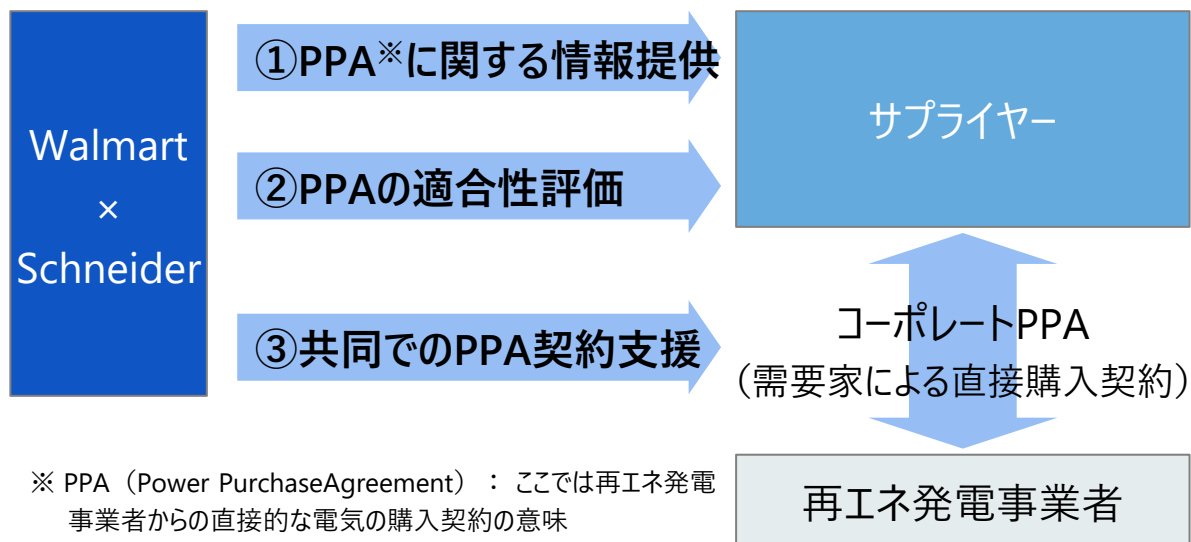 Walmart
×
Schneider
①PPA※に関する情報提供
②PPAの適合性評価
③共同でのPPA契約支援
サプライヤー
コーポレートPPA
（需要家による直接購入契約）
再エネ発電事業者
※ PPA（Power PurchaseAgreement）： ここでは再エネ発電
事業者からの直接的な電気の購入契約の意味